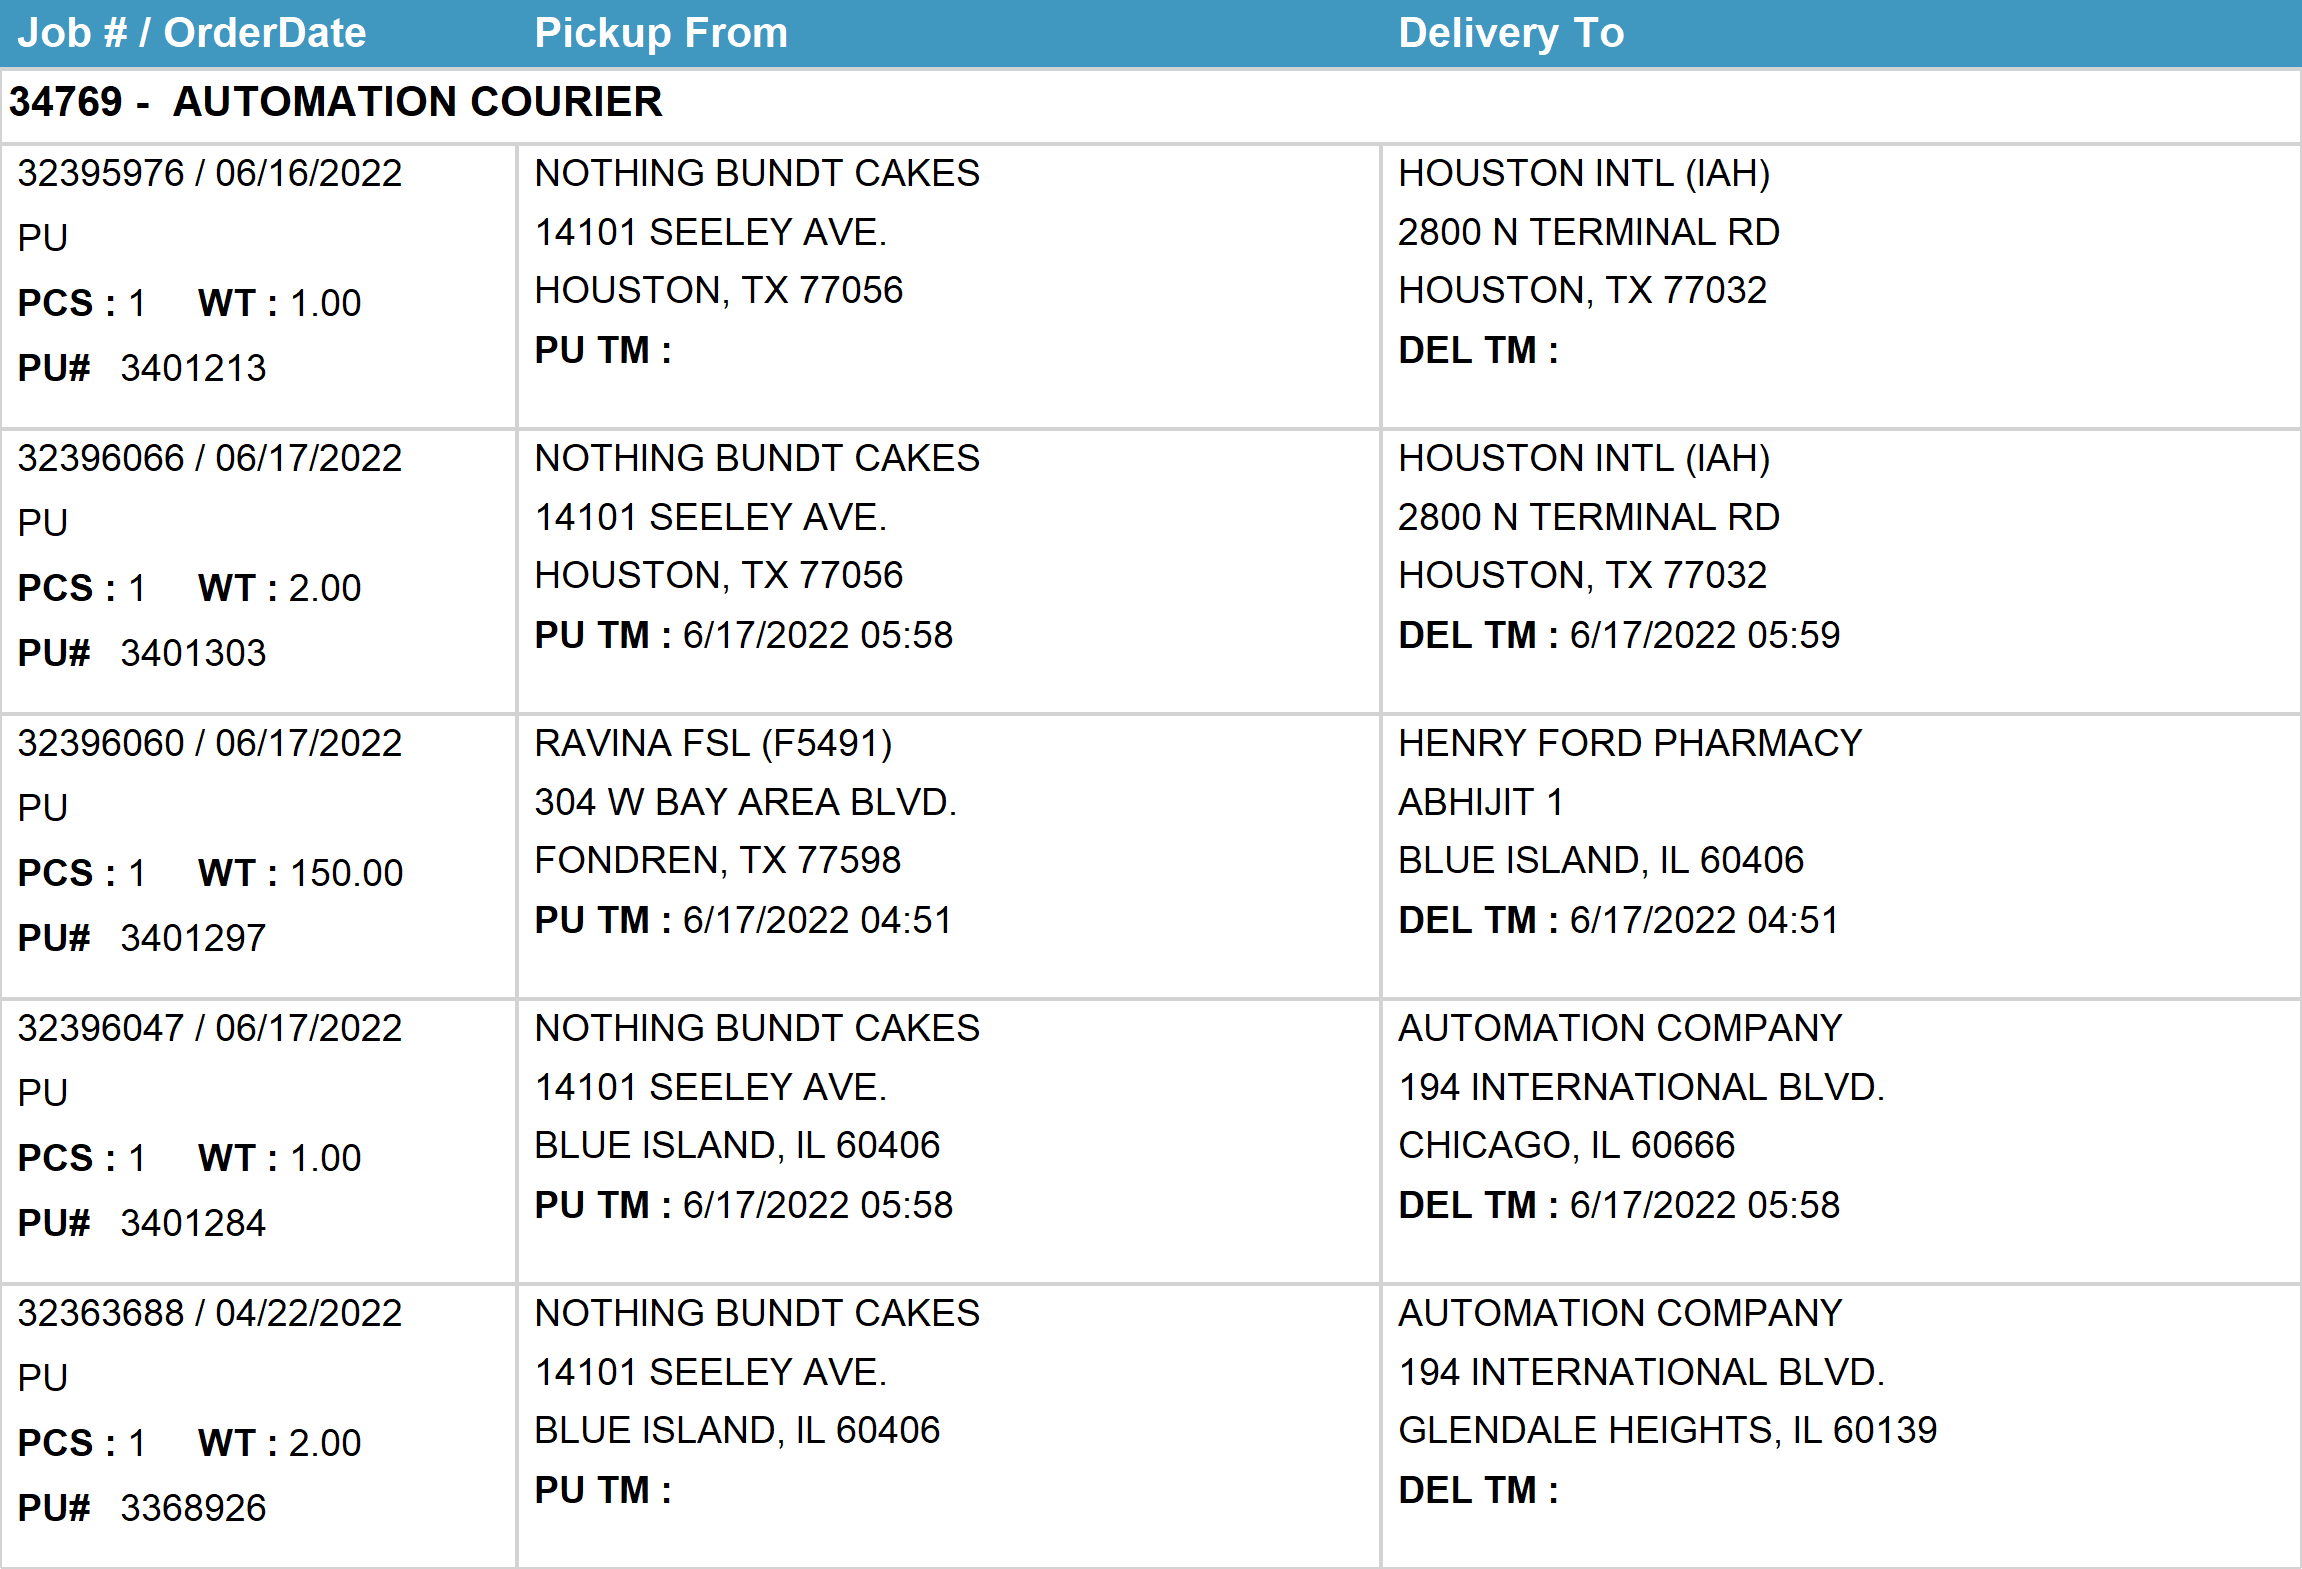 Job # / OrderDate Pickup From Delivery To
34769 - AUTOMATION COURIER
32395976 / 06/16/2022
PU
PCS : 1 WT : 1.00
PU# 3401213
NOTHING BUNDT CAKES
14101 SEELEY AVE.
HOUSTON, TX 77056
PU TM :
HOUSTON INTL (IAH)
2800 N TERMINAL RD
HOUSTON, TX 77032
DEL TM :
32396066 / 06/17/2022
PU
PCS : 1 WT : 2.00
PU# 3401303
NOTHING BUNDT CAKES
14101 SEELEY AVE.
HOUSTON, TX 77056
PU TM : 6/17/2022 05:58
HOUSTON INTL (IAH)
2800 N TERMINAL RD
HOUSTON, TX 77032
DEL TM : 6/17/2022 05:59
32396060 / 06/17/2022
PU
PCS : 1 WT : 150.00
PU# 3401297
RAVINA FSL (F5491)
304 W BAY AREA BLVD.
FONDREN, TX 77598
PU TM : 6/17/2022 04:51
HENRY FORD PHARMACY
ABHIJIT 1
BLUE ISLAND, IL 60406
DEL TM : 6/17/2022 04:51
32396047 / 06/17/2022
PU
PCS : 1 WT : 1.00
PU# 3401284
NOTHING BUNDT CAKES
14101 SEELEY AVE.
BLUE ISLAND, IL 60406
PU TM : 6/17/2022 05:58
AUTOMATION COMPANY
194 INTERNATIONAL BLVD.
CHICAGO, IL 60666
DEL TM : 6/17/2022 05:58
32363688 / 04/22/2022
PU
PCS : 1 WT : 2.00
PU# 3368926
NOTHING BUNDT CAKES
14101 SEELEY AVE.
BLUE ISLAND, IL 60406
PU TM :
AUTOMATION COMPANY
194 INTERNATIONAL BLVD.
GLENDALE HEIGHTS, IL 60139
DEL TM :